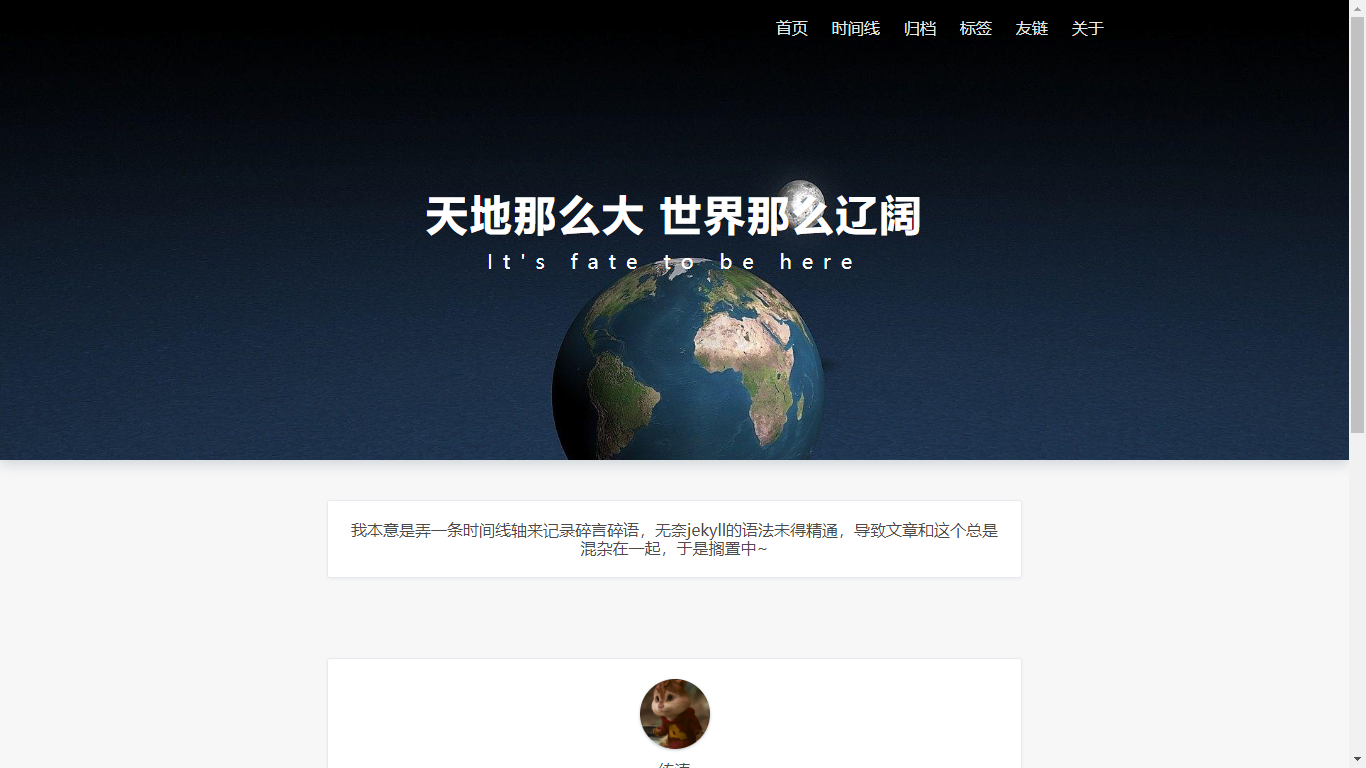 首页 时间线 归档 标签 友链 关于
天地那么大 世界那么辽阔
It's fate to be here
我本意是弄一条时间线轴来记录碎言碎语，无奈jekyll的语法未得精通，导致文章和这个总是
混杂在一起，于是搁置中~